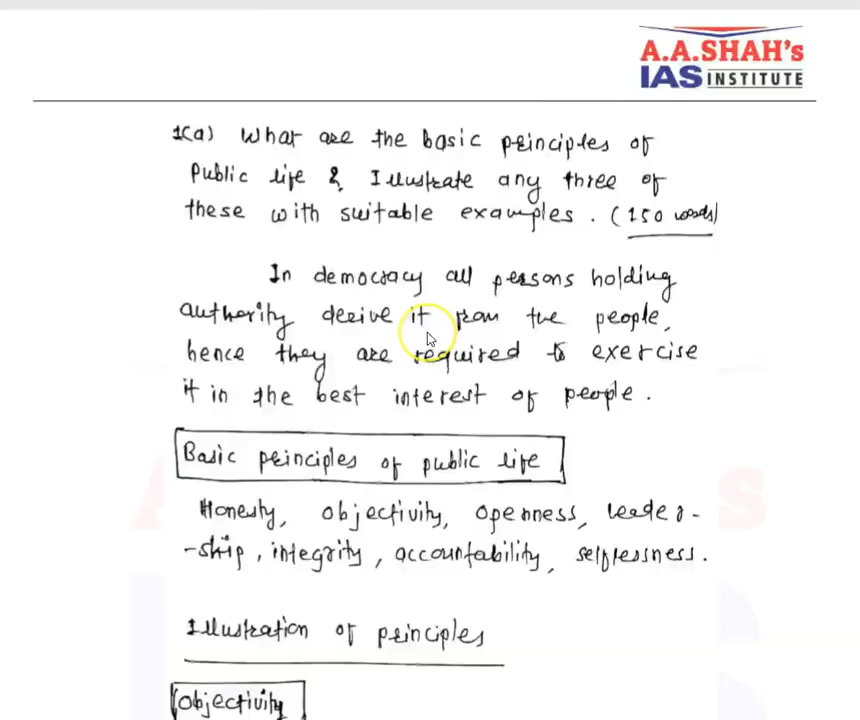 A.A.SHAH's
IAS INSTITUTE
1(a) What are the basic principles of
Public life & Illustrate any three of
these with suitable examples. (150 words)
In democracy all persons holding
authority derive it from the people,
hence they are required to exercise
it in the best interest of people.
Basic principles of public life
Honesty, objectivity, openness, leader-
-ship, integrity, accountability, selflessness.
Illustration of principles
Objectivity